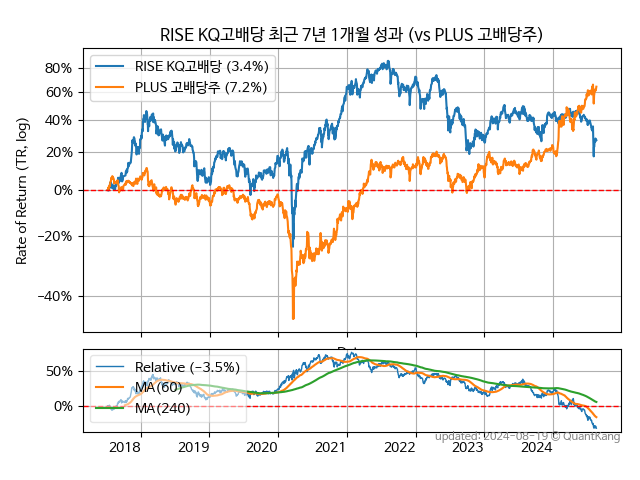 RISE KQ고배당 최근 7년 1개월 성과 (vs PLUS 고배당주)
RISE KQ고배당 (3.4%)
PLUS 고배당주 (7.2%)
Rate of Return (TR, log)
80%
60%
40%
20%
0%
−20%
−40%
Relative (−3.5%)
MA(60)
MA(240)
50%
0%
2018 2019 2020 2021 2022 2023 2024
updated: 2024-08-19 © QuantKang